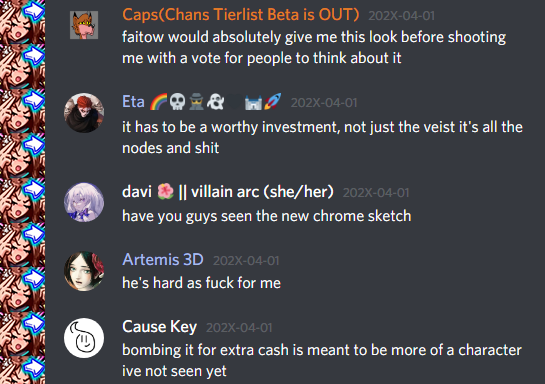 Caps(Chans Tierlist Beta is OUT) 202X-04-01
faitow would absolutely give me this look before shooting
me with a vote for people to think about it
Eta 🌈💀🕵️👻 🏰🚀 202X-04-01
it has to be a worthy investment, not just the veist it's all the
nodes and shit
davi 🌺 || villain arc (she/her) 202X-04-01
have you guys seen the new chrome sketch
Artemis 3D 202X-04-01
he's hard as fuck for me
Cause Key 202X-04-01
bombing it for extra cash is meant to be more of a character
ive not seen yet